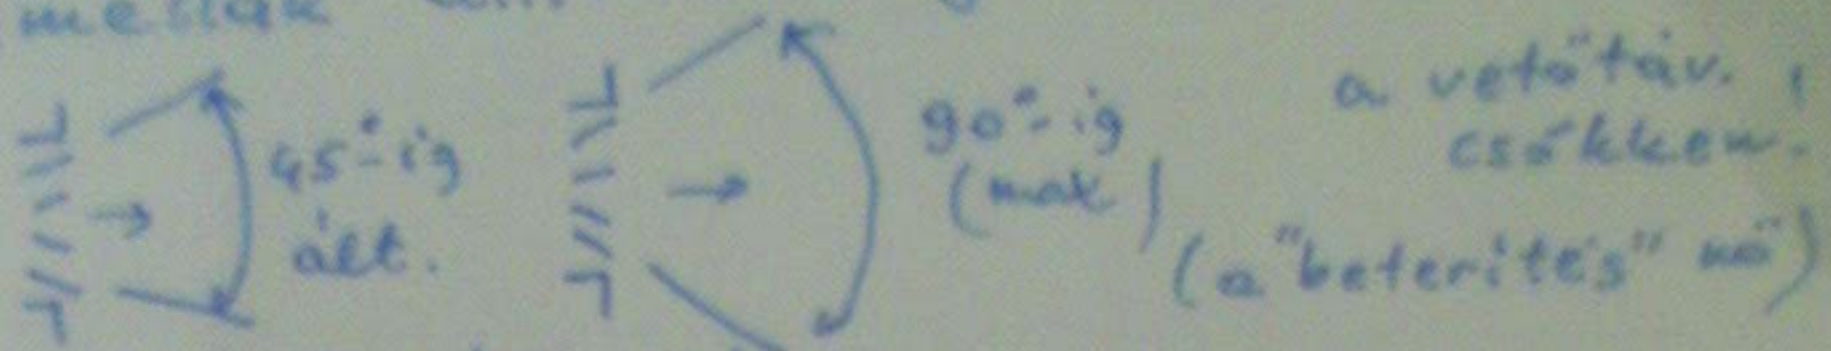 45°-ig
ált.
90°-ig
(max)
a vetőtáv.
csökken.
(a "beterítés" nő)